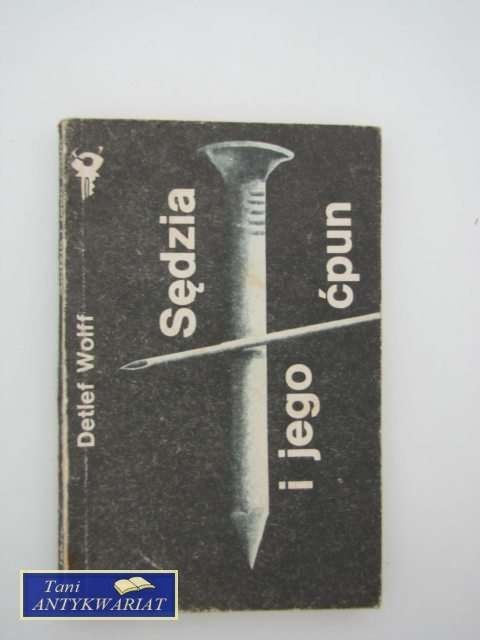 Detlef Wolff
Sędzia
i jego
ćpun
Tani
ANTYKWARIAT